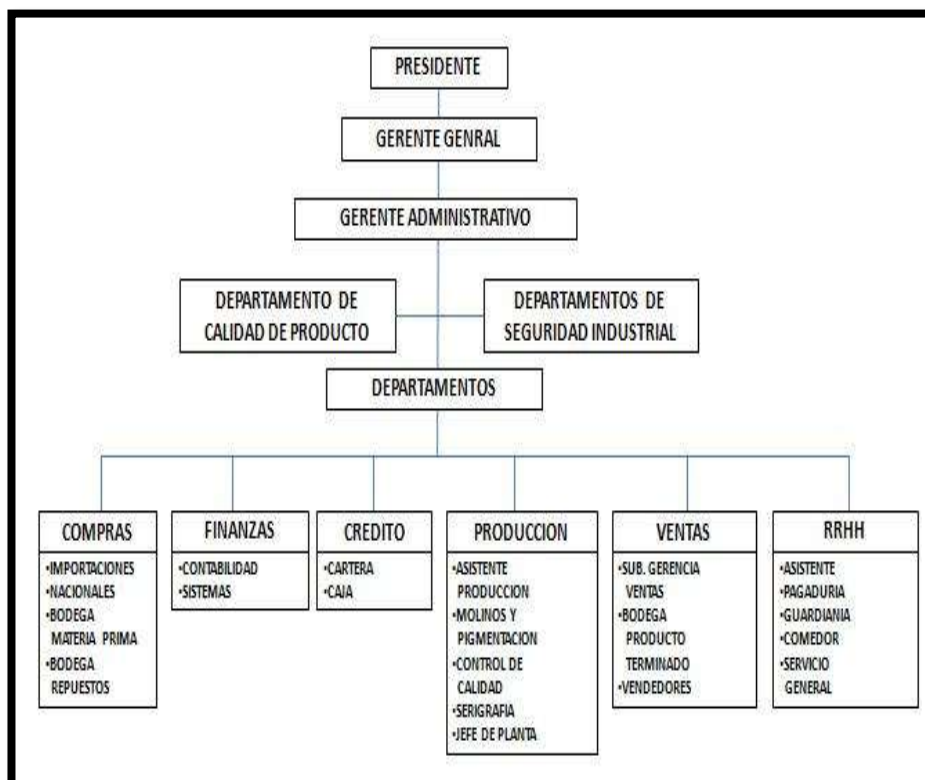 PRESIDENTE
GERENTE GENRAL
GERENTE ADMINISTRATIVO
DEPARTAMENTO DE
CALIDAD DE PRODUCTO
DEPARTAMENTOS DE
SEGURIDAD INDUSTRIAL
DEPARTAMENTOS
COMPRAS
•IMPORTACIONES
•NACIONALES
•BODEGA
MATERIA PRIMA
•BODEGA
REPUESTOS
FINANZAS
•CONTABILIDAD
•SISTEMAS
CREDITO
•CARTERA
•CAJA
PRODUCCION
•ASISTENTE
PRODUCCION
•MOLINOS Y
PIGMENTACION
•CONTROL DE
CALIDAD
•SERIGRAFIA
•JEFE DE PLANTA
VENTAS
•SUB. GERENCIA
VENTAS
•BODEGA
PRODUCTO
TERMINADO
•VENDEDORES
RRHH
•ASISTENTE
•PAGADURIA
•GUARDIANIA
•COMEDOR
•SERVICIO
GENERAL